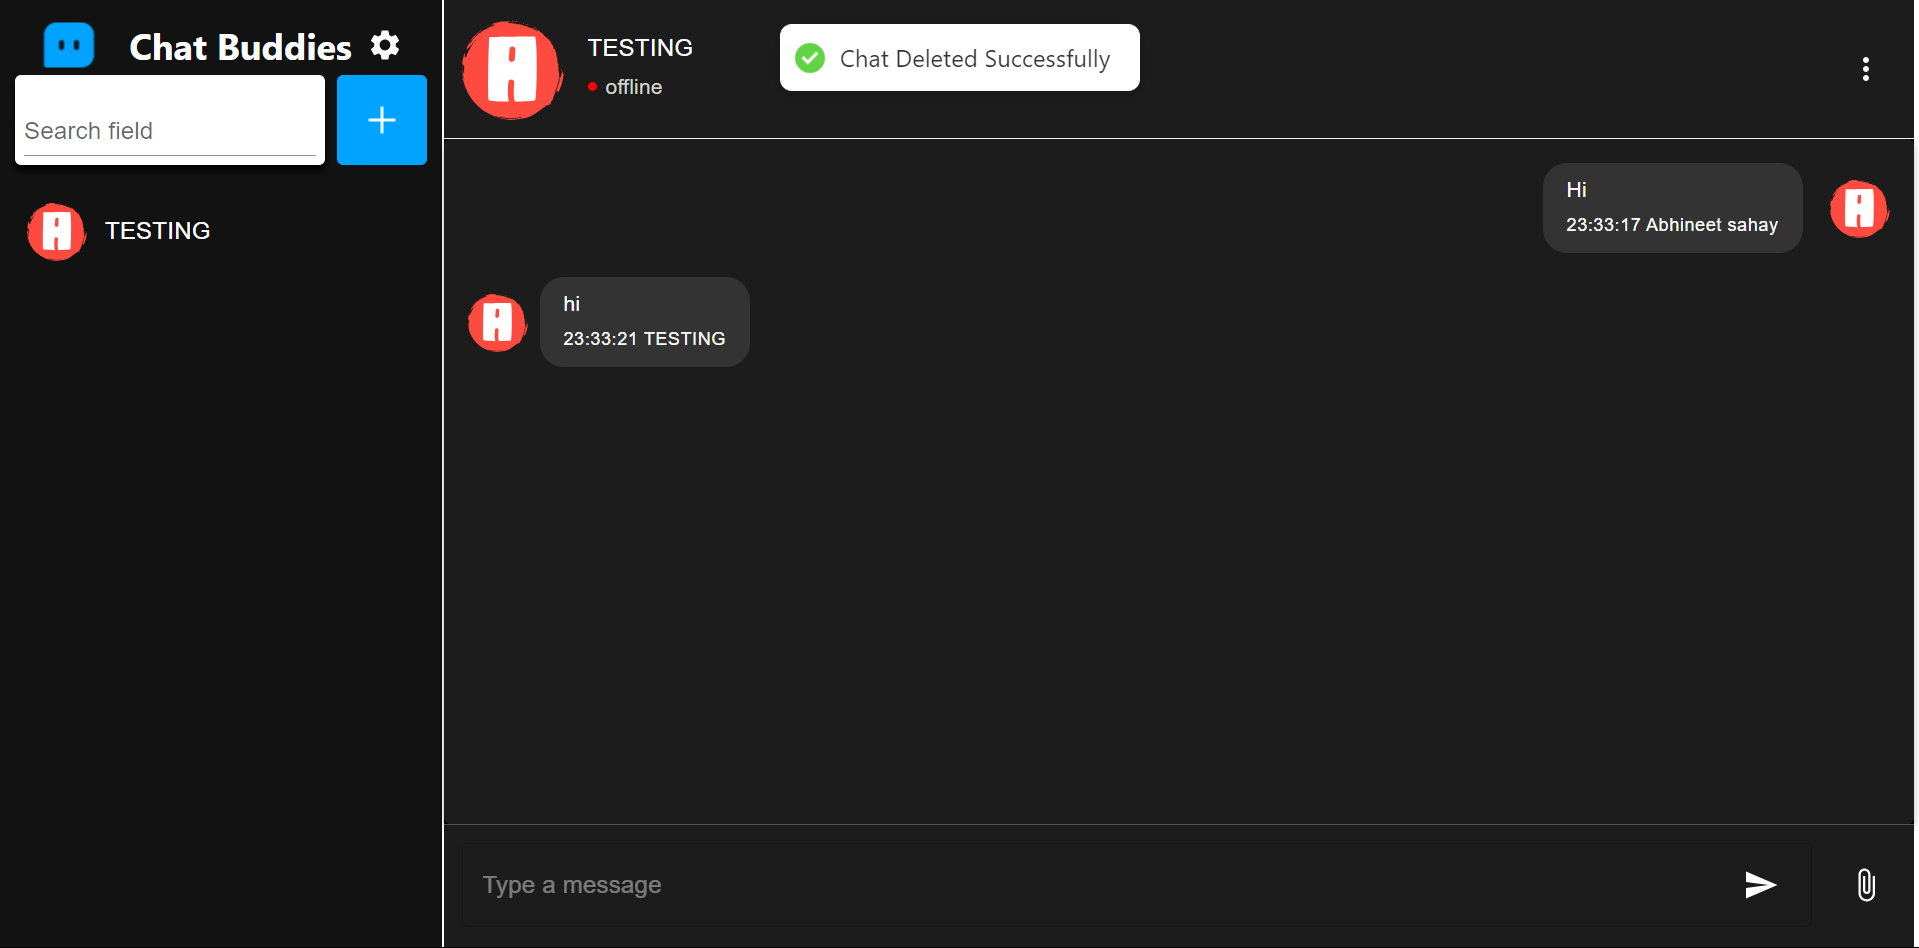 Chat Buddies
Search field
TESTING
TESTING
offline
Chat Deleted Successfully
Hi
23:33:17 Abhineet sahay
hi
23:33:21 TESTING
Type a message